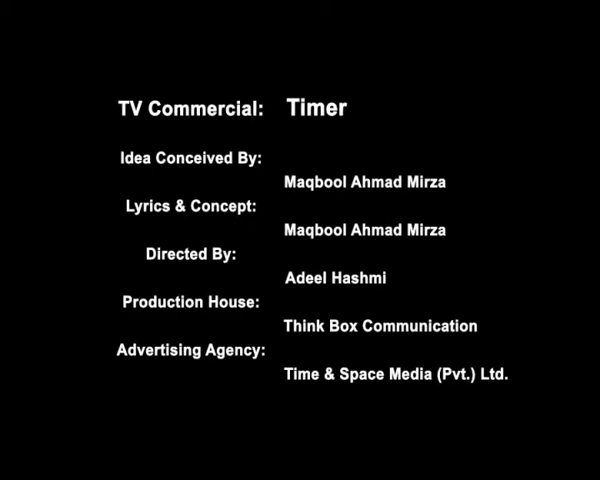 TV Commercial: Timer
Idea Conceived By:
Maqbool Ahmad Mirza
Lyrics & Concept:
Maqbool Ahmad Mirza
Directed By:
Adeel Hashmi
Production House:
Think Box Communication
Advertising Agency:
Time & Space Media (Pvt.) Ltd.